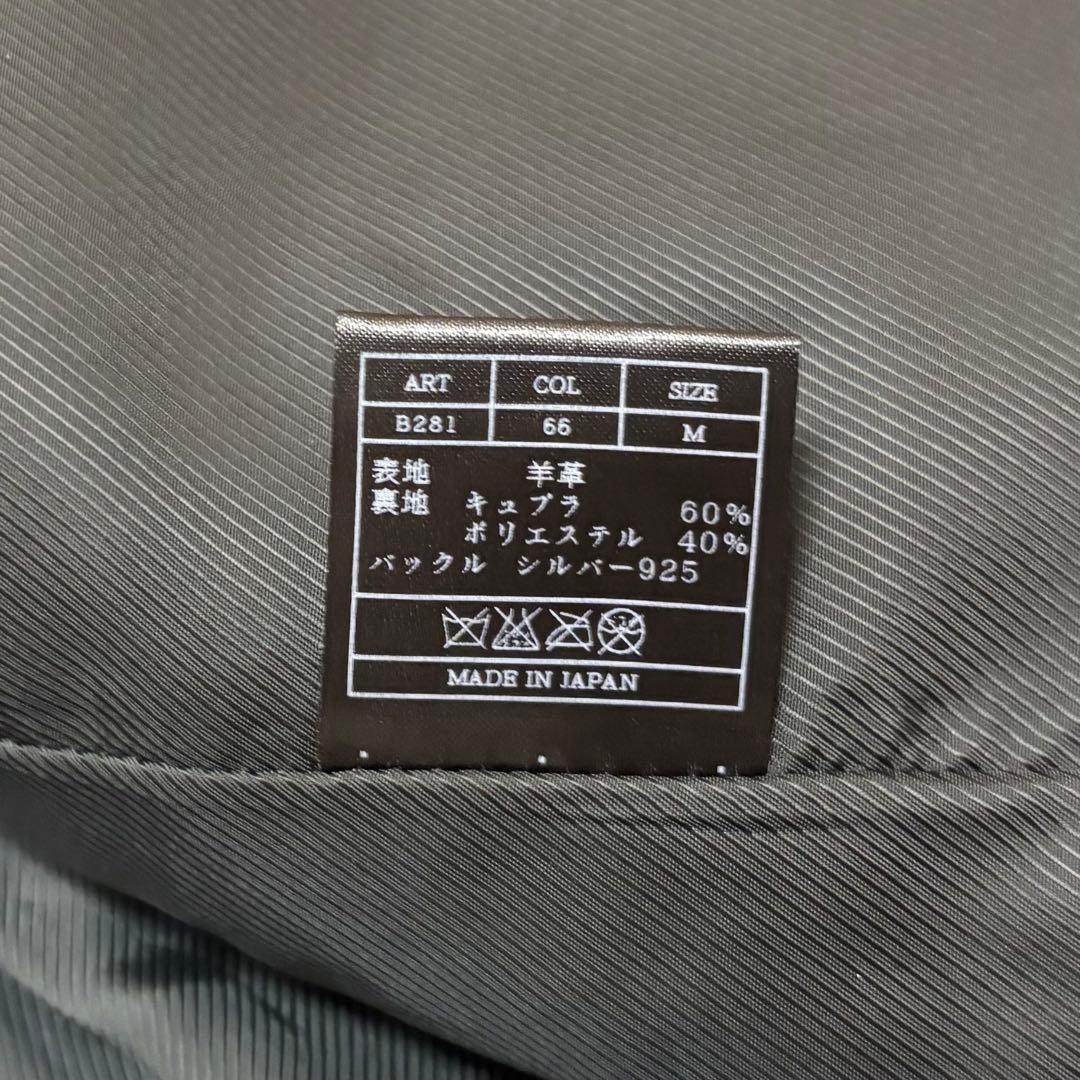 ART COL SIZE
B281 66 M
表地 羊革
裏地 キュプラ 60%
ポリエステル 40%
バックル シルバー925
MADE IN JAPAN